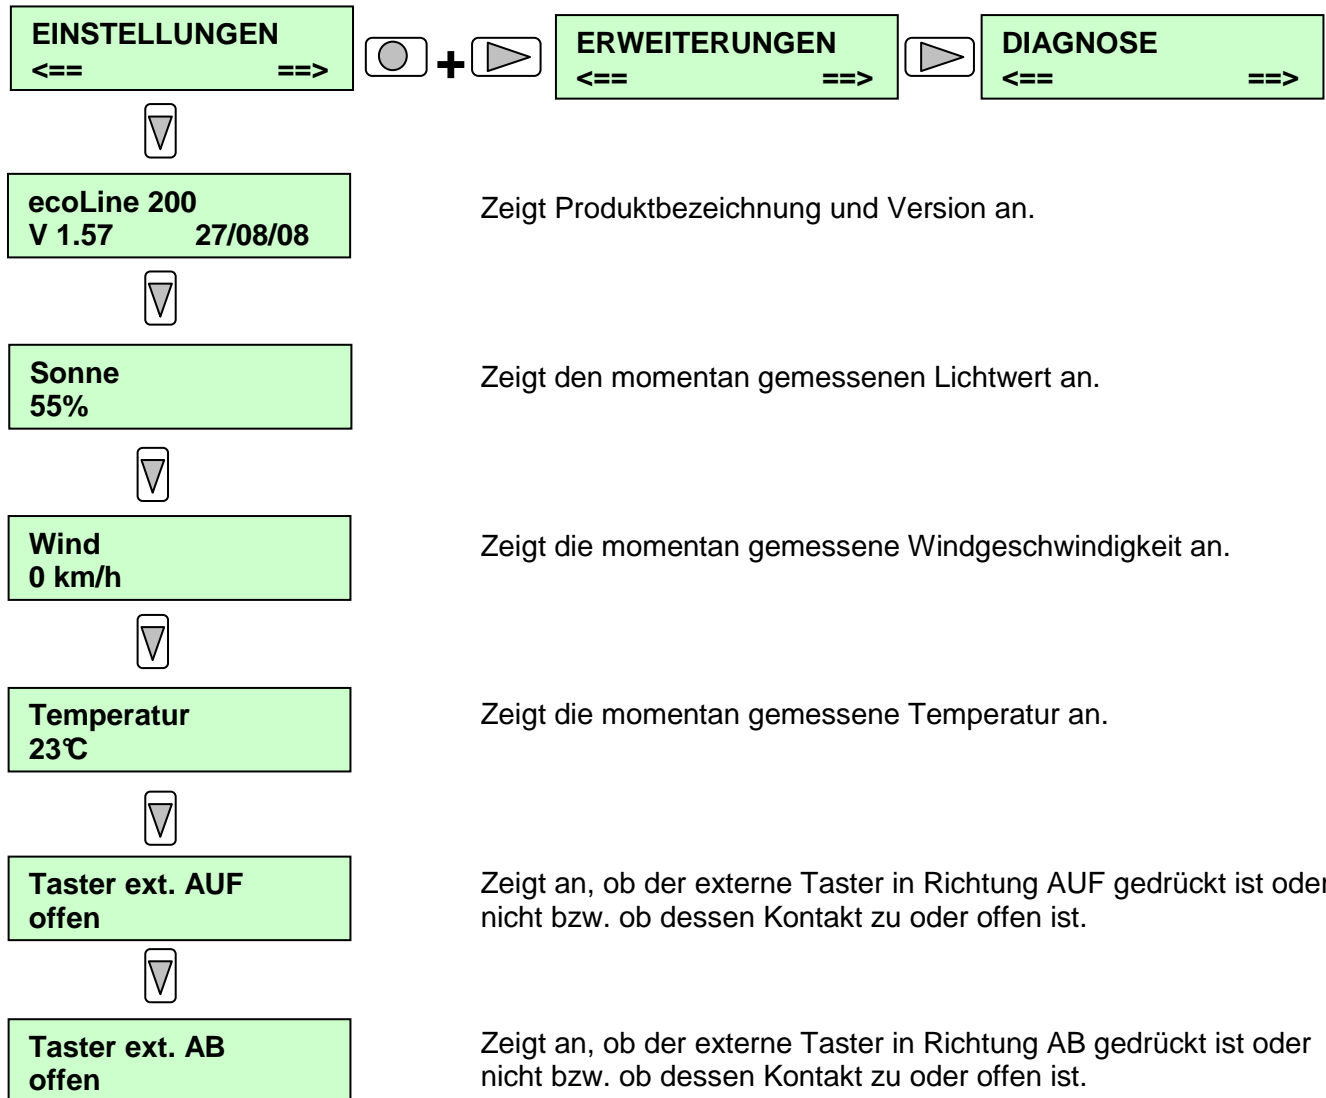 EINSTELLUNGEN
<== ==>
+
ERWEITERUNGEN
<== ==>
DIAGNOSE
<== ==>
ecoLine 200
V 1.57 27/08/08
Zeigt Produktbezeichnung und Version an.
Sonne
55%
Zeigt den momentan gemessenen Lichtwert an.
Wind
0 km/h
Zeigt die momentan gemessene Windgeschwindigkeit an.
Temperatur
23°C
Zeigt die momentan gemessene Temperatur an.
Taster ext. AUF
offen
Zeigt an, ob der externe Taster in Richtung AUF gedrückt ist oder
nicht bzw. ob dessen Kontakt zu oder offen ist.
Taster ext. AB
offen
Zeigt an, ob der externe Taster in Richtung AB gedrückt ist oder
nicht bzw. ob dessen Kontakt zu oder offen ist.